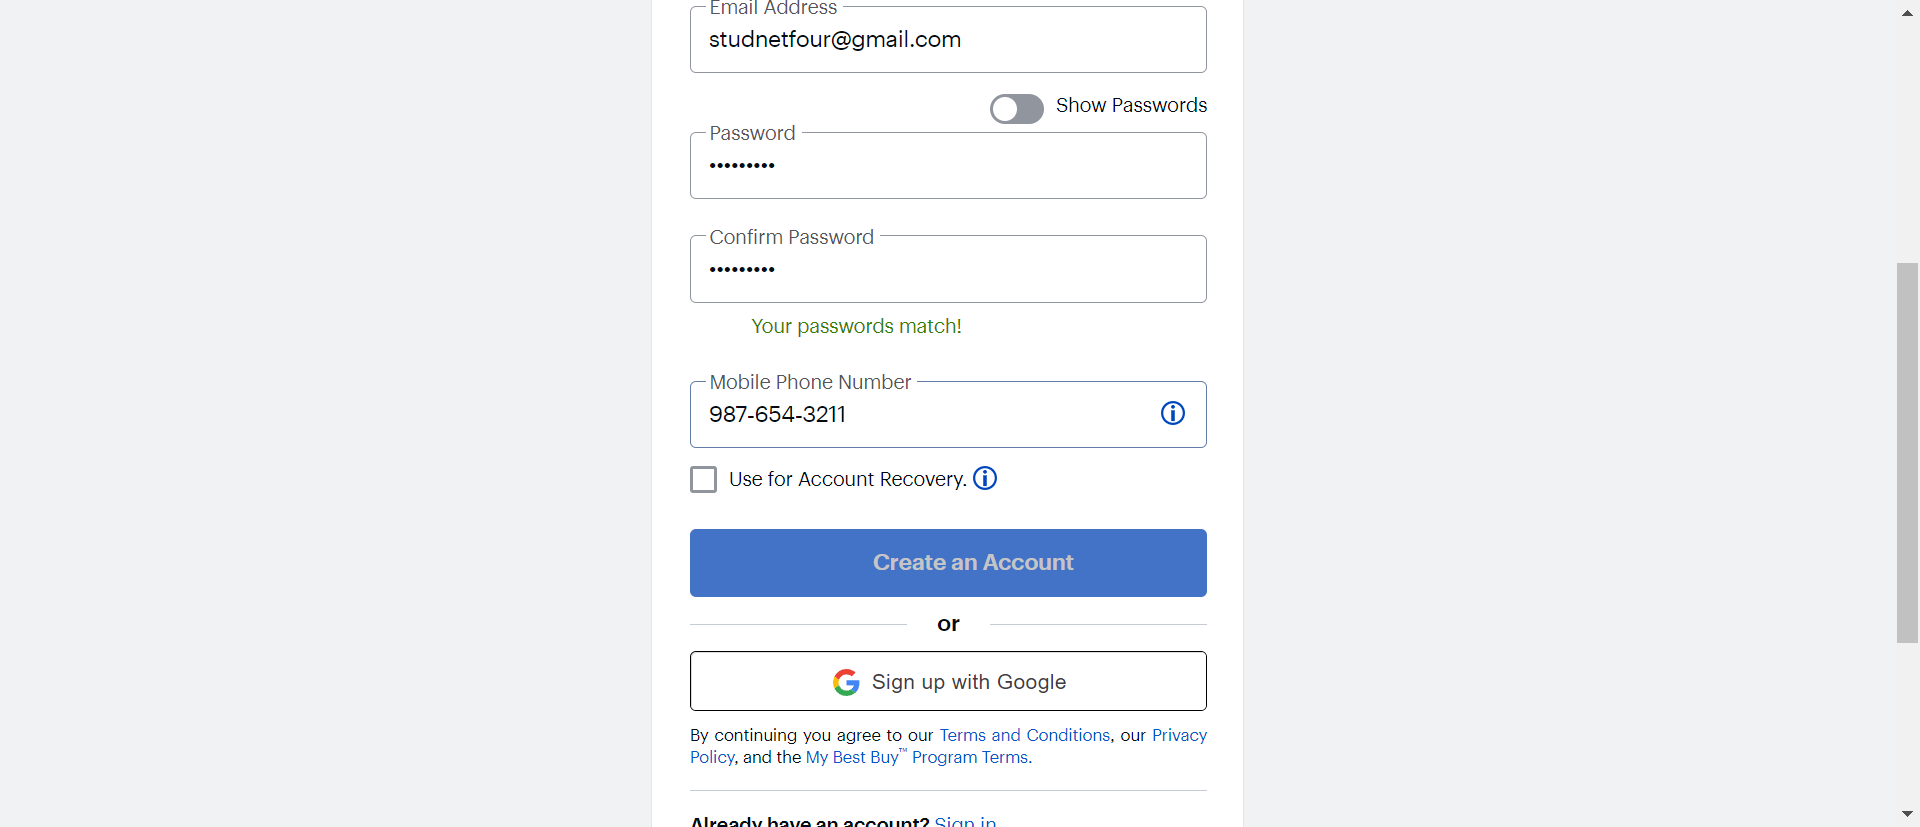 Email Address
studnetfour@gmail.com
Show Passwords
Password
•••••••••
Confirm Password
•••••••••
Your passwords match!
Mobile Phone Number
987-654-3211
Use for Account Recovery.
Create an Account
or
Sign up with Google
By continuing you agree to our Terms and Conditions, our Privacy
Policy, and the My Best Buy™ Program Terms.
Already have an account? Sign in